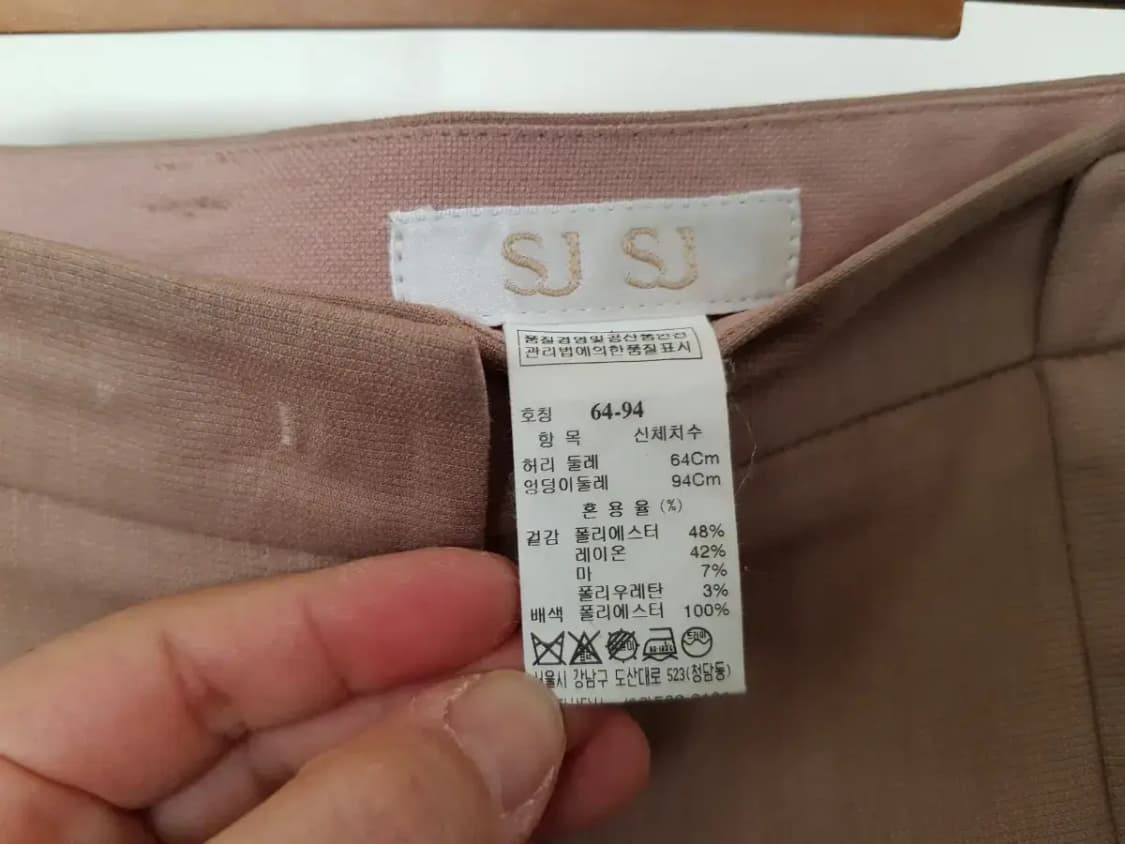 SJ SJ
품질경영및공산품안전
관리법에의한품질표시
호칭 64-94
항 목 신체치수
허리 둘레 64Cm
엉덩이둘레 94Cm
혼 용 율 (%)
겉감 폴리에스터 48%
레이온 42%
마 7%
폴리우레탄 3%
배색 폴리에스터 100%
드라이
서울시 강남구 도산대로 523(청담동)